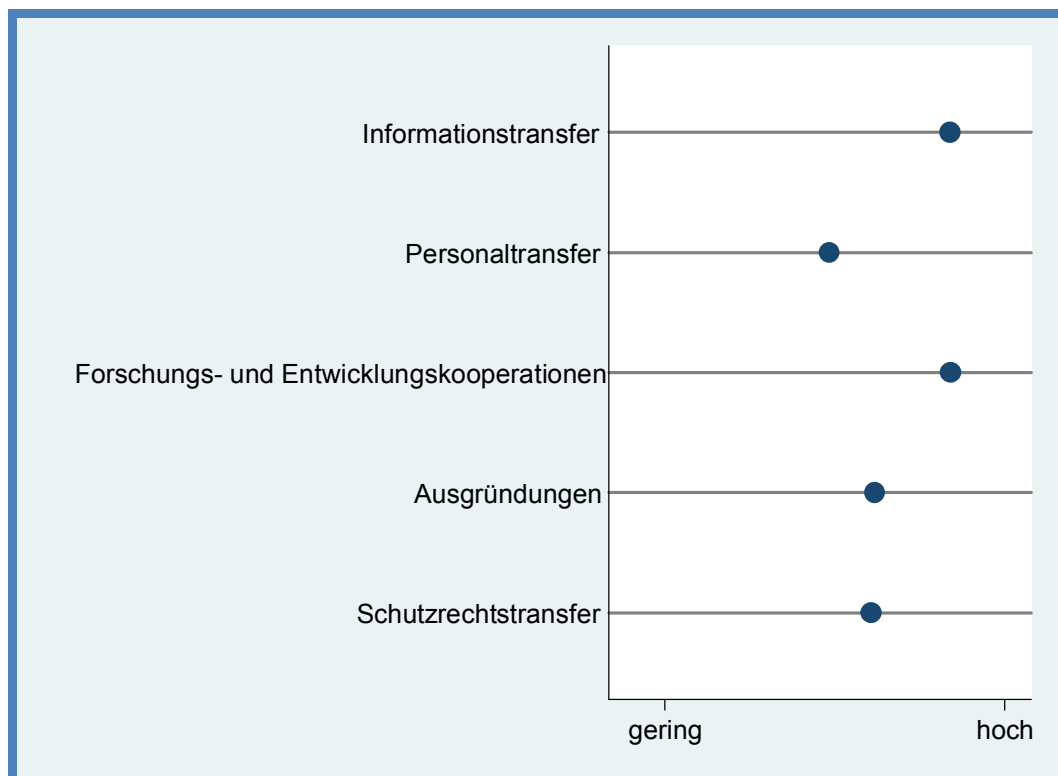 Informationstransfer
Personaltransfer
Forschungs- und Entwicklungskooperationen
Ausgründungen
Schutzrechtstransfer
gering hoch